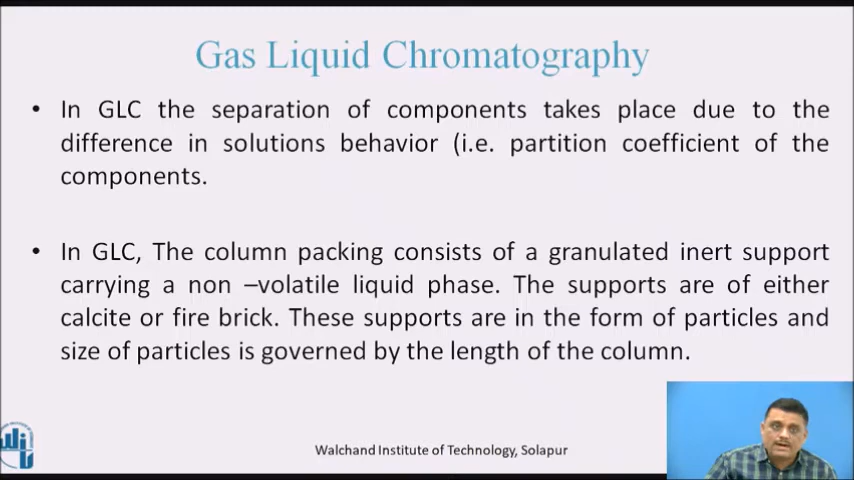 Gas Liquid Chromatography
• In GLC the separation of components takes place due to the
difference in solutions behavior (i.e. partition coefficient of the
components.
• In GLC, The column packing consists of a granulated inert support
carrying a non –volatile liquid phase. The supports are of either
calcite or fire brick. These supports are in the form of particles and
size of particles is governed by the length of the column.
Walchand Institute of Technology, Solapur